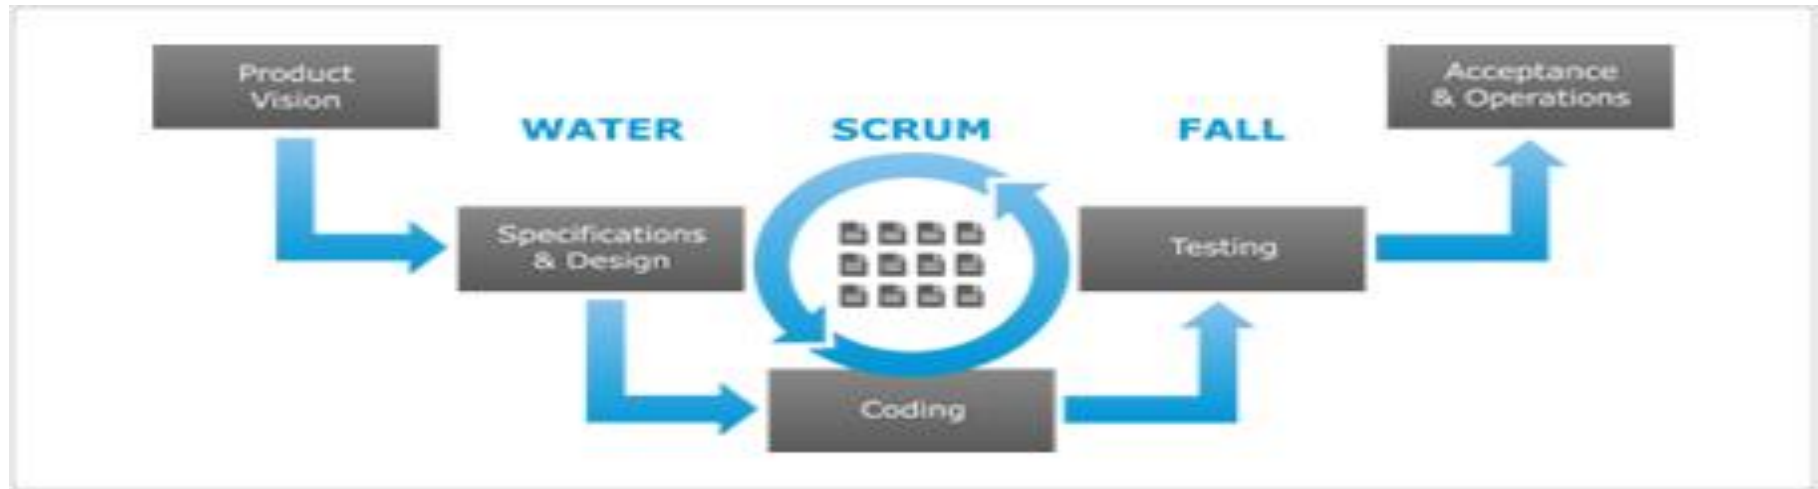 Product
Vision
WATER
SCRUM
FALL
Acceptance
& Operations
Specifications
& Design
Testing
Coding